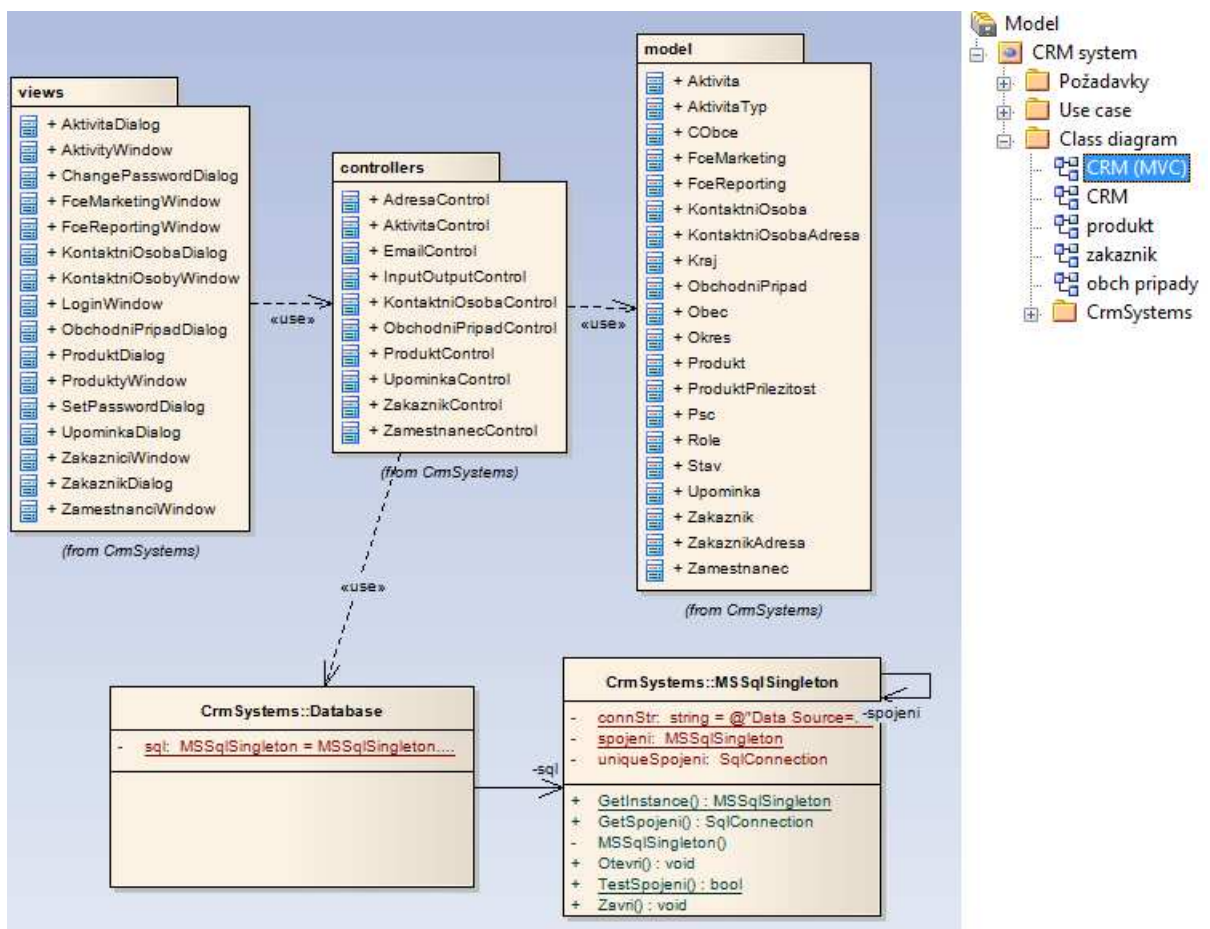 views
+ AktivitaDialog
+ AktivityWindow
+ ChangePasswordDialog
+ FceMarketingWindow
+ FceReportingWindow
+ KontaktniOsobaDialog
+ KontaktniOsobyWindow
+ LoginWindow
+ ObchodniPripadDialog
+ ProduktDialog
+ ProduktyWindow
+ SetPasswordDialog
+ UpominkaDialog
+ ZakazniciWindow
+ ZakaznikDialog
+ ZamestnanciWindow
(from CrmSystems)
«use»
controllers
+ AdresaControl
+ AktivitaControl
+ EmailControl
+ InputOutputControl
+ KontaktniOsobaControl
+ ObchodniPripadControl
+ ProduktControl
+ UpominkaControl
+ ZakaznikControl
+ ZamestnanecControl
(from CrmSystems)
«use»
model
+ Aktivita
+ AktivitaTyp
+ CObce
+ FceMarketing
+ FceReporting
+ KontaktniOsoba
+ KontaktniOsobaAdresa
+ Kraj
+ ObchodniPripad
+ Obec
+ Okres
+ Produkt
+ ProduktPrilezitost
+ Psc
+ Role
+ Stav
+ Upominka
+ Zakaznik
+ ZakaznikAdresa
+ Zamestnanec
(from CrmSystems)
«use»
CrmSystems::Database
- sql: MSSqlSingleton = MSSqlSingleton....
-sql
CrmSystems::MSSqlSingleton
- connStr: string = @"Data Source=.
- spojeni: MSSqlSingleton
- uniqueSpojeni: SqlConnection
+ GetInstance() : MSSqlSingleton
+ GetSpojeni() : SqlConnection
- MSSqlSingleton()
+ Otevri() : void
+ TestSpojeni() : bool
+ Zavri() : void
-spojeni
Model
CRM system
Požadavky
Use case
Class diagram
CRM (MVC)
CRM
produkt
zakaznik
obch pripady
CrmSystems